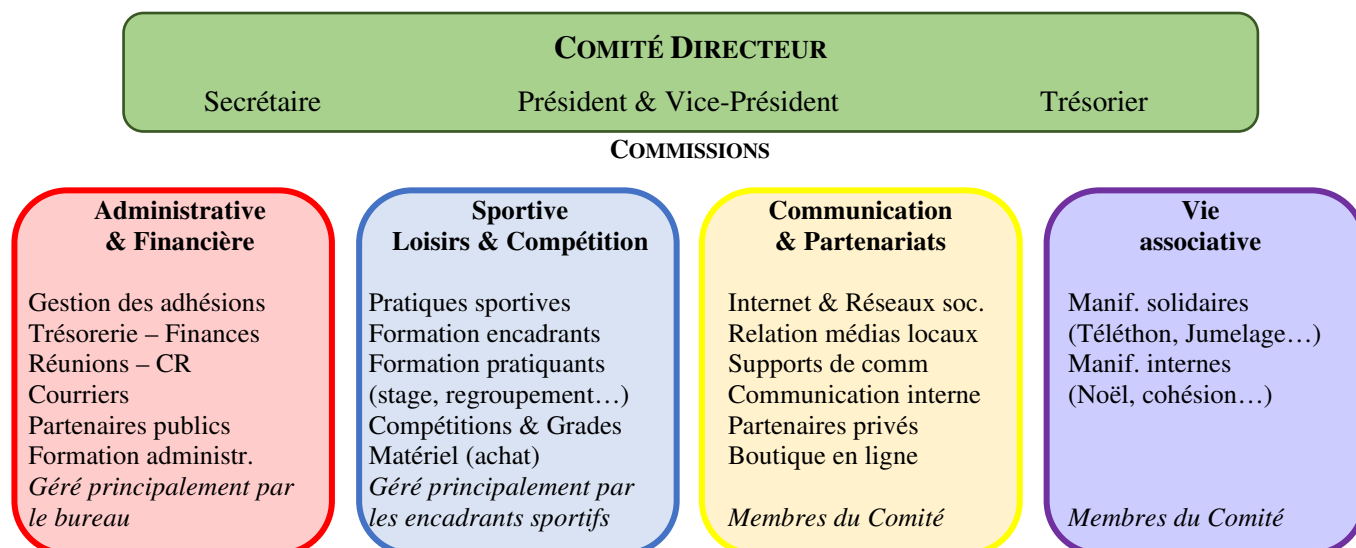 COMITÉ DIRECTEUR
Secrétaire Président & Vice-Président Trésorier
COMMISSIONS
Administrative
& Financière
Gestion des adhésions
Trésorerie – Finances
Réunions – CR
Courriers
Partenaires publics
Formation administr.
Géré principalement par
le bureau
Sportive
Loisirs & Compétition
Pratiques sportives
Formation encadrants
Formation pratiquants
(stage, regroupement…)
Compétitions & Grades
Matériel (achat)
Géré principalement par
les encadrants sportifs
Communication
& Partenariats
Internet & Réseaux soc.
Relation médias locaux
Supports de comm
Communication interne
Partenaires privés
Boutique en ligne
Membres du Comité
Vie
associative
Manif. solidaires
(Téléthon, Jumelage…)
Manif. internes
(Noël, cohésion…)
Membres du Comité